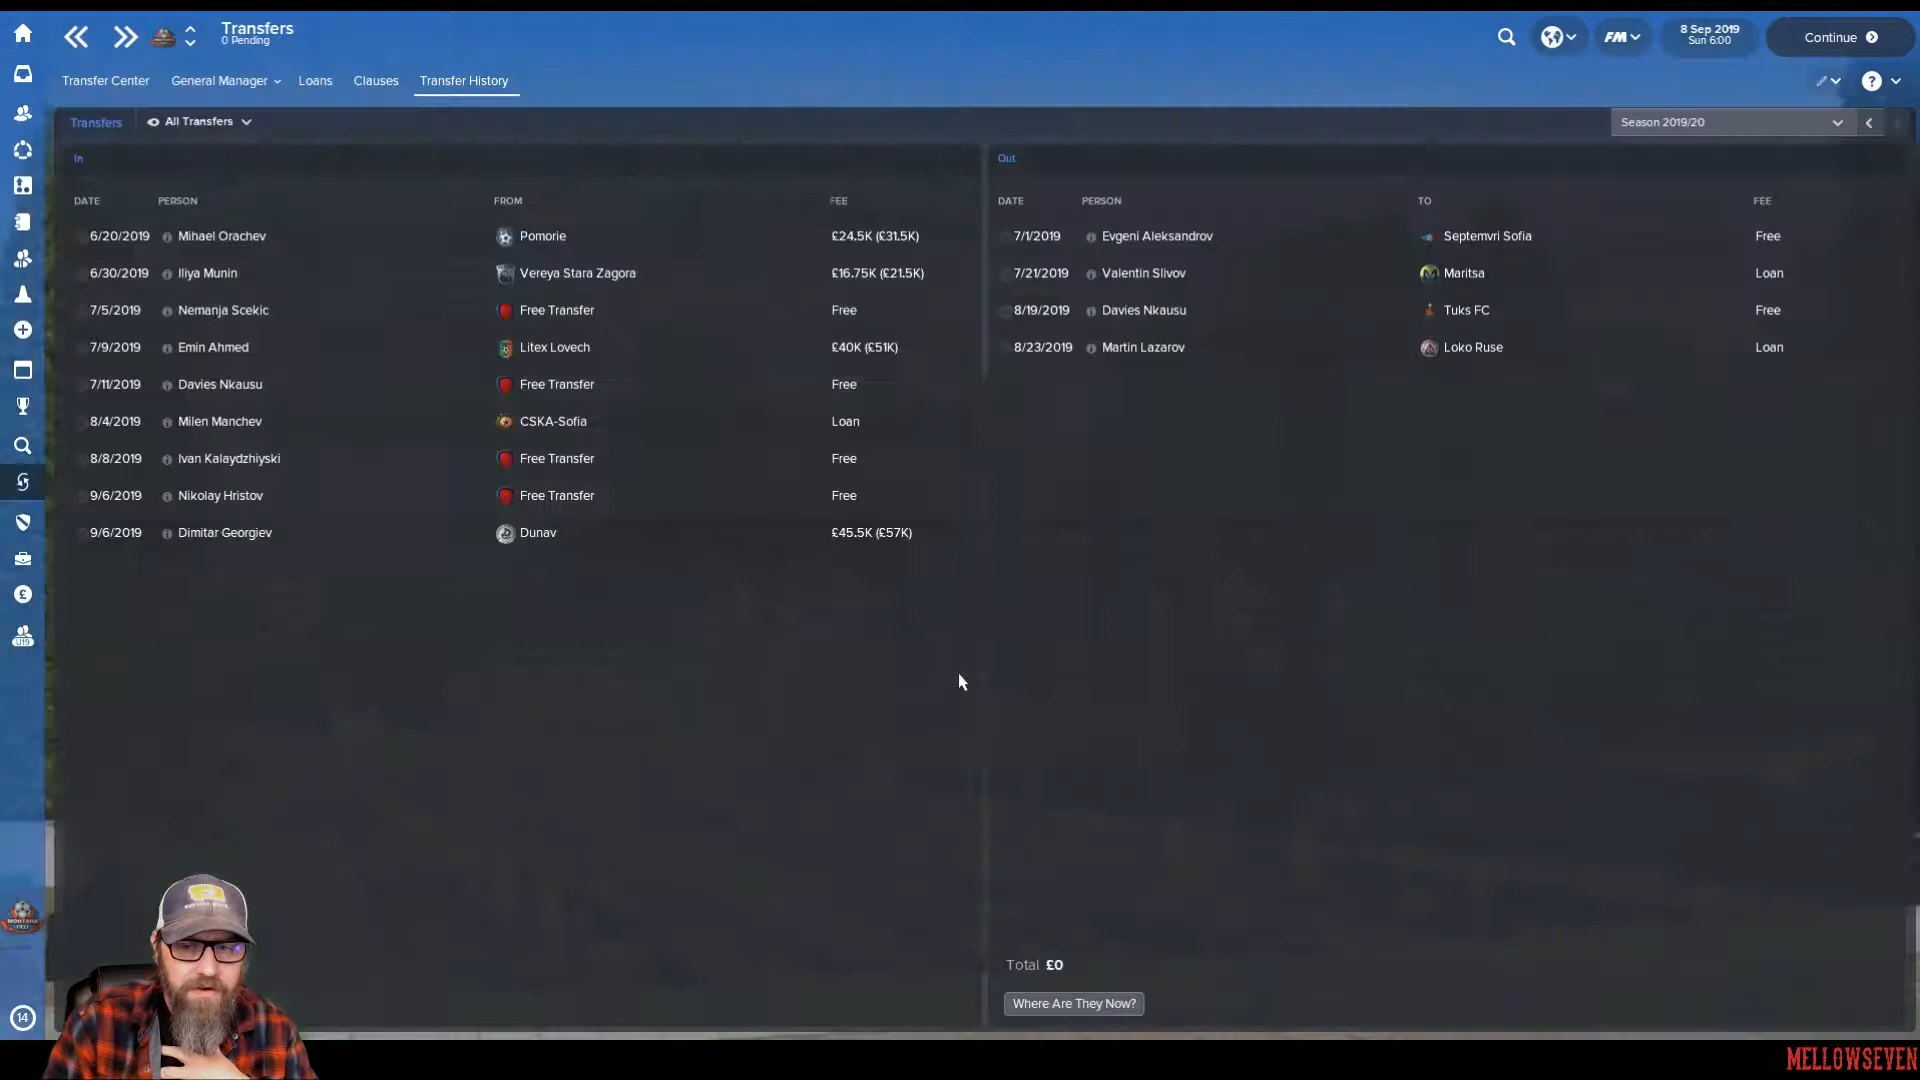 Transfers
0 Pending
FM
8 Sep 2019
Sun 6:00
Continue
Transfer Center
General Manager
Loans
Clauses
Transfer History
?
Transfers
All Transfers
Season 2019/20
In
DATE PERSON FROM FEE
6/20/2019 Mihael Orachev Pomorie £24.5K (£31.5K)
6/30/2019 Iliya Munin Vereya Stara Zagora £16.75K (£21.5K)
7/5/2019 Nemanja Scekic Free Transfer Free
7/9/2019 Emin Ahmed Litex Lovech £40K (£51K)
7/11/2019 Davies Nkausu Free Transfer Free
8/4/2019 Milen Manchev CSKA-Sofia Loan
8/8/2019 Ivan Kalaydzhiyski Free Transfer Free
9/6/2019 Nikolay Hristov Free Transfer Free
9/6/2019 Dimitar Georgiev Dunav £45.5K (£57K)
Out
DATE PERSON TO FEE
7/1/2019 Evgeni Aleksandrov Septemvri Sofia Free
7/21/2019 Valentin Slivov Maritsa Loan
8/19/2019 Davies Nkausu Tuks FC Free
8/23/2019 Martin Lazarov Loko Ruse Loan
Total £0
Where Are They Now?
U19
MONTANA
14
MELLOWSEVEN